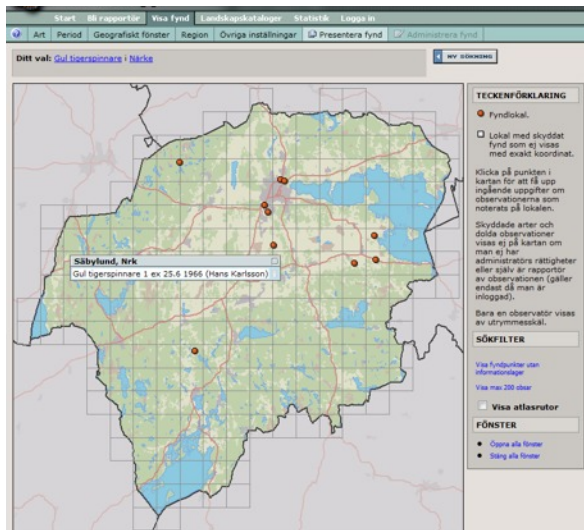 Start Bli rapportör Visa fynd Landskapskataloger Statistik Logga in
Art Period Geografiskt fönster Region Övriga inställningar Presentera fynd Administrera fynd
Ditt val: Gul tigerspinnare i Närke
NY SÖKNING
Säbylund, Nrk
Gul tigerspinnare 1 ex 25.6 1966 (Hans Karlsson)
TECKENFÖRKLARING
Fyndlokal.
Lokal med skyddat
fynd som ej visas
med exakt koordinat.
Klicka på punkten i
kartan för att få upp
ingående uppgifter om
observationerna som
noterats på lokalen.
Skyddade arter och
dolda observationer
visas ej på kartan om
man ej har
administratörs rättigheter
eller själv är rapportör
av observationen (gäller
endast då man är
inloggad).
Bara en observatör visas
av utrymmesskäl.
SÖKFILTER
Visa fyndpunkter utan
informationslager
Visa max 200 obsar
Visa atlasrutor
FÖNSTER
Öppna alla fönster
Stäng alla fönster